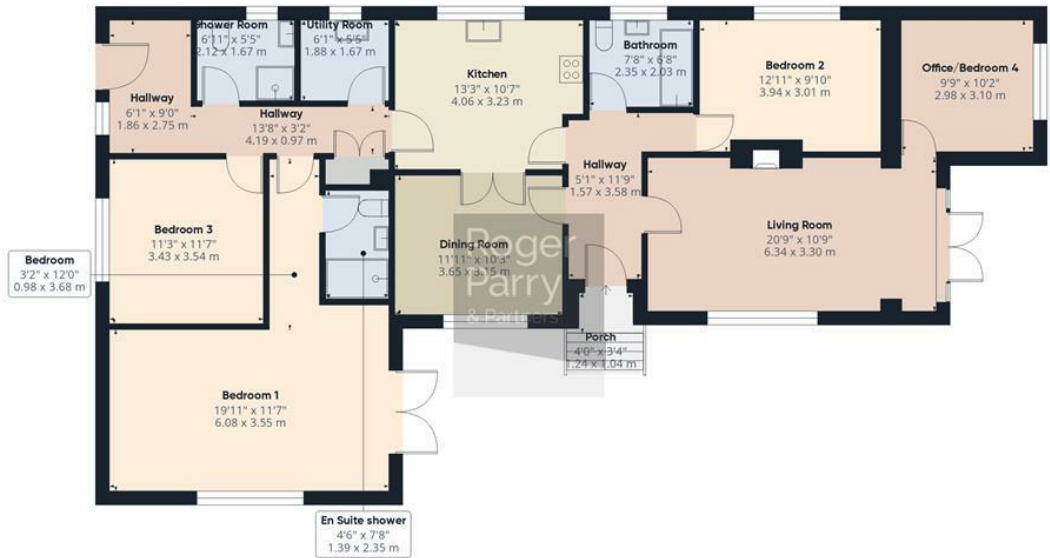 Shower Room
6'11" x 5'5"
2.12 x 1.67 m
Utility Room
6'1" x 5'5"
1.88 x 1.67 m
Kitchen
13'3" x 10'7"
4.06 x 3.23 m
Bathroom
7'8" x 6'8"
2.35 x 2.03 m
Bedroom 2
12'11" x 9'10"
3.94 x 3.01 m
Office/Bedroom 4
9'9" x 10'2"
2.98 x 3.10 m
Hallway
6'1" x 9'0"
1.86 x 2.75 m
Hallway
13'8" x 3'2"
4.19 x 0.97 m
Hallway
5'1" x 11'9"
1.57 x 3.58 m
Bedroom 3
11'3" x 11'7"
3.43 x 3.54 m
Living Room
20'9" x 10'9"
6.34 x 3.30 m
Dining Room
11'11" x 10'3"
3.65 x 3.15 m
Roger
Parry
& Partners
Bedroom
3'2" x 12'0"
0.98 x 3.68 m
Porch
4'0" x 3'4"
1.24 x 1.04 m
Bedroom 1
19'11" x 11'7"
6.08 x 3.55 m
En Suite shower
4'6" x 7'8"
1.39 x 2.35 m